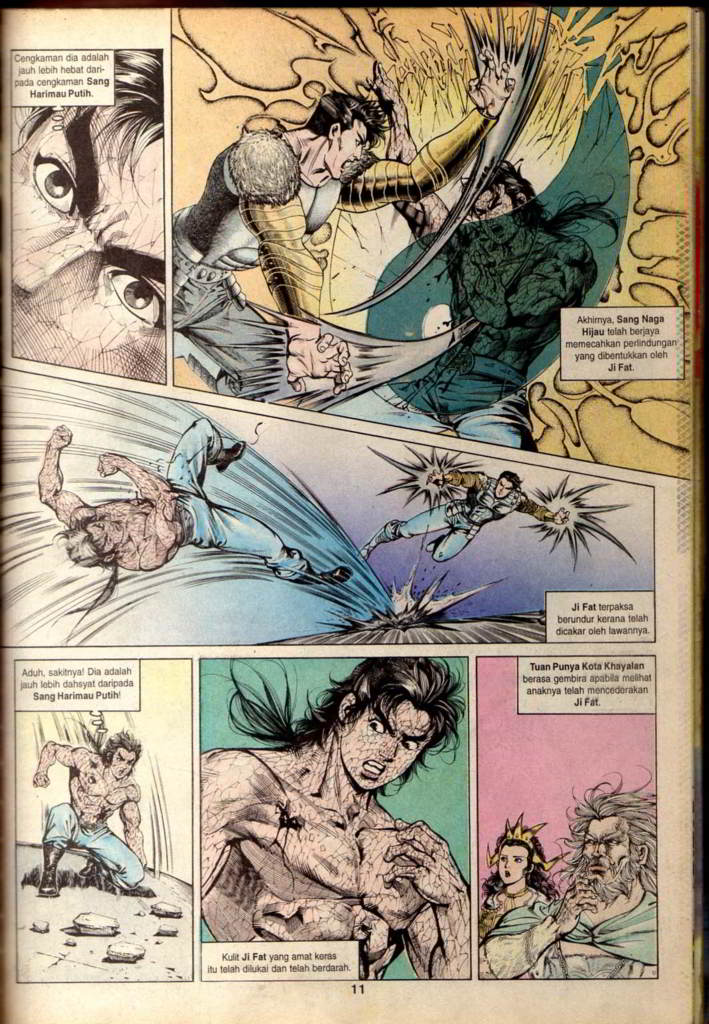 Cengkaman dia adalah
jauh lebih hebat dari-
pada cengkaman Sang
Harimau Putih.
Akhirnya, Sang Naga
Hijau telah berjaya
memecahkan perlindungan
yang dibentukkan oleh
Ji Fat.
Ji Fat terpaksa
berundur kerana telah
dicakar oleh lawannya.
Aduh, sakitnya! Dia adalah
jauh lebih dahsyat daripada
Sang Harimau Putih!
Kulit Ji Fat yang amat keras
itu telah dilukai dan telah berdarah.
Tuan Punya Kota Khayalan
berasa gembira apabila melihat
anaknya telah mencederakan
Ji Fat.
11